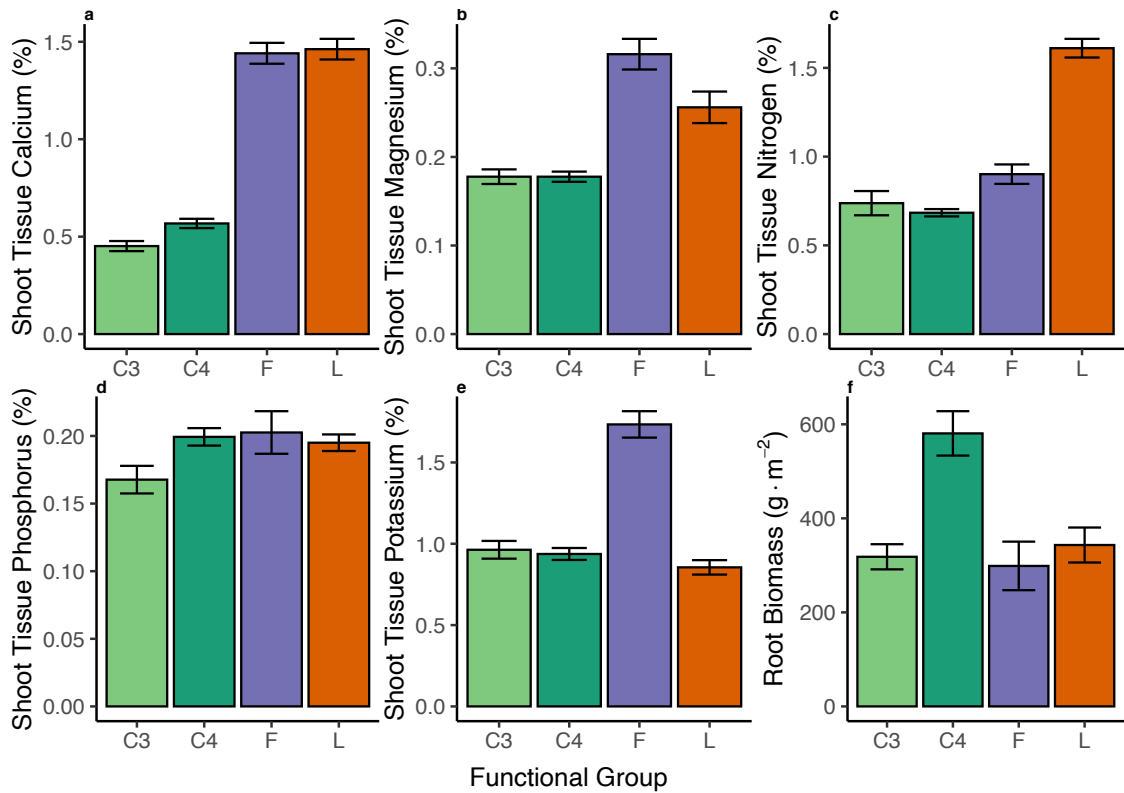 a
Shoot Tissue Calcium (%)
1.5
1.0
0.5
0.0
C3 C4 F L
b
Shoot Tissue Magnesium (%)
0.3
0.2
0.1
0.0
C3 C4 F L
c
Shoot Tissue Nitrogen (%)
1.5
1.0
0.5
0.0
C3 C4 F L
d
Shoot Tissue Phosphorus (%)
0.20
0.15
0.10
0.05
0.00
C3 C4 F L
e
Shoot Tissue Potassium (%)
1.5
1.0
0.5
0.0
C3 C4 F L
f
Root Biomass (g · m⁻²)
600
400
200
0
C3 C4 F L
Functional Group